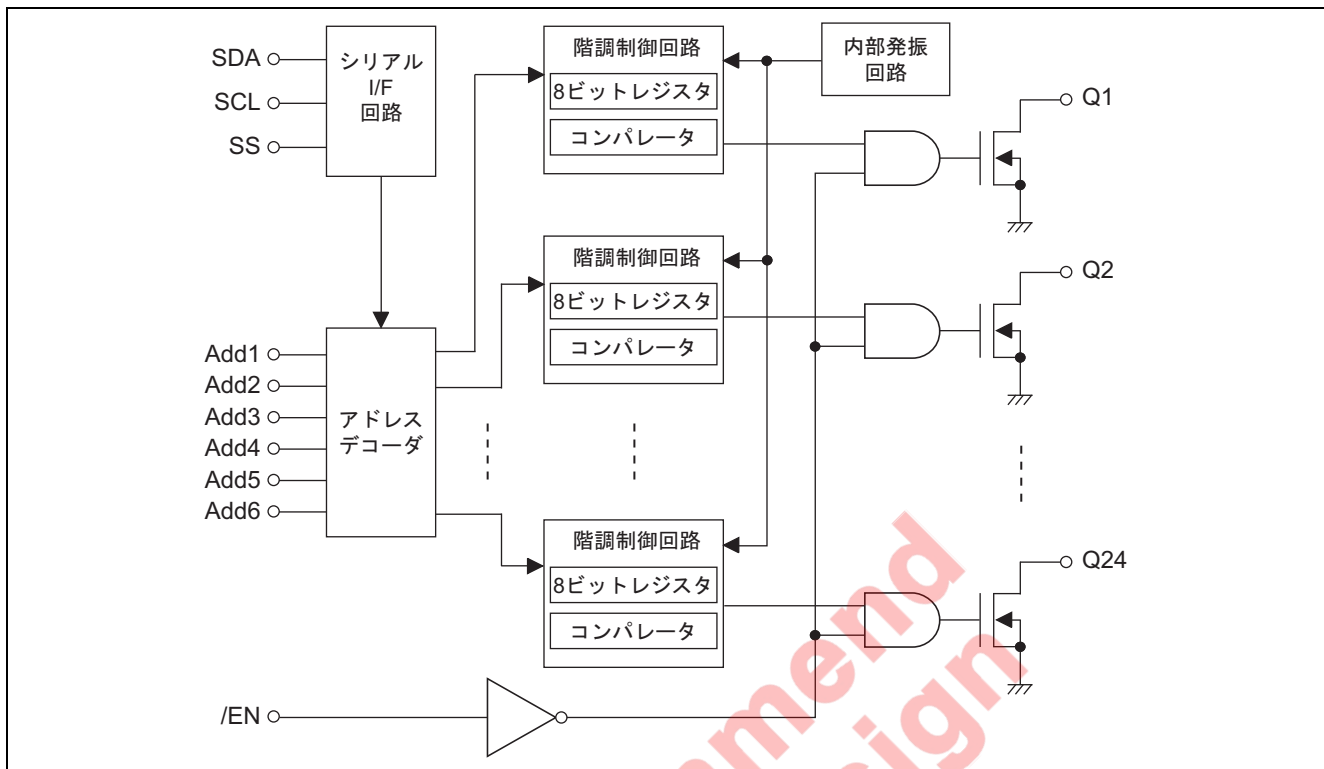 SDA
SCL
SS
シリアル
I/F
回路
階調制御回路
8ビットレジスタ
コンパレータ
内部発振
回路
Q1
階調制御回路
8ビットレジスタ
コンパレータ
Q2
Add1
Add2
Add3
Add4
Add5
Add6
アドレス
デコーダ
階調制御回路
8ビットレジスタ
コンパレータ
Q24
/EN